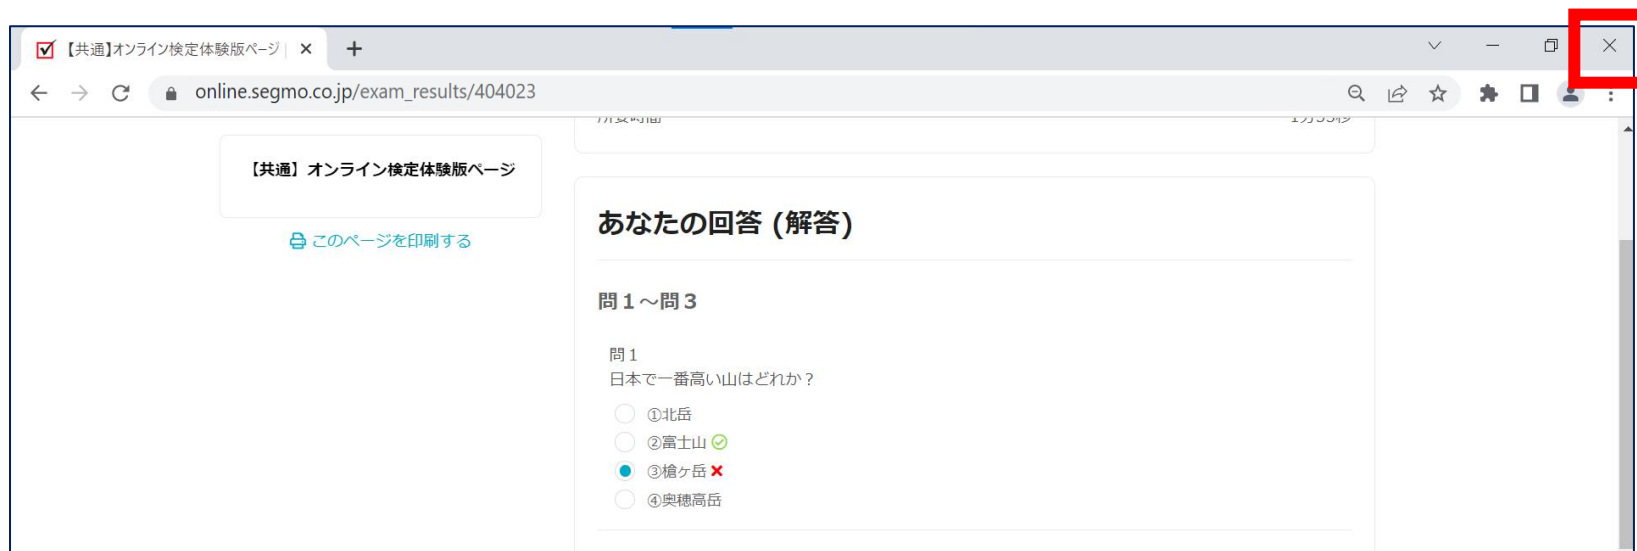 【共通】オンライン検定体験版ページ |
online.segmo.co.jp/exam_results/404023
【共通】オンライン検定体験版ページ
このページを印刷する
あなたの回答 (解答)
問1～問3
問1
日本で一番高い山はどれか？
①北岳
②富士山
③槍ヶ岳
④奥穂高岳